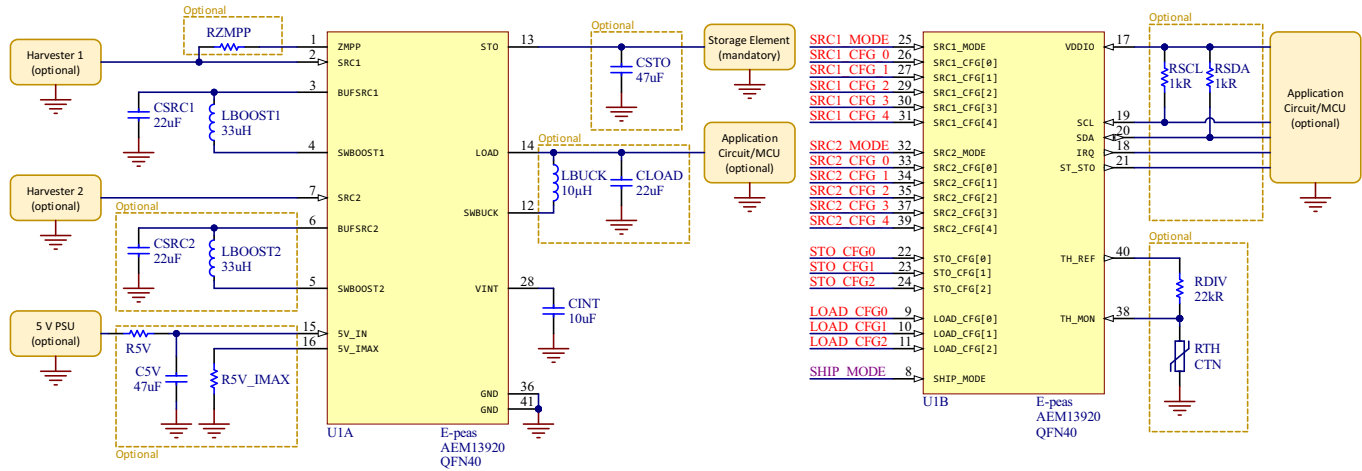 Optional
RZMPP
Harvester 1
(optional)
1
ZMPP
2
SRC1
3
BUFSRC1
CSRC1
22uF
LBOOST1
33uH
4
SWBOOST1
Harvester 2
(optional)
7
SRC2
6
BUFSRC2
CSRC2
22uF
LBOOST2
33uH
5
SWBOOST2
Optional
5 V PSU
(optional)
R5V
15
5V_IN
16
5V_IMAX
C5V
47uF
R5V_IMAX
Optional
STO
13
Optional
CSTO
47uF
Storage Element
(mandatory)
LOAD
14
Optional
LBUCK
10µH
CLOAD
22uF
SWBUCK
12
Application
Circuit/MCU
(optional)
VINT
28
CINT
10uF
GND
36
GND
41
U1A
E-peas
AEM13920
QFN40
SRC1_MODE
25
SRC1_MODE
SRC1_CFG_0
26
SRC1_CFG[0]
SRC1_CFG_1
27
SRC1_CFG[1]
SRC1_CFG_2
29
SRC1_CFG[2]
SRC1_CFG_3
30
SRC1_CFG[3]
SRC1_CFG_4
31
SRC1_CFG[4]
SRC2_MODE
32
SRC2_MODE
SRC2_CFG_0
33
SRC2_CFG[0]
SRC2_CFG_1
34
SRC2_CFG[1]
SRC2_CFG_2
35
SRC2_CFG[2]
SRC2_CFG_3
37
SRC2_CFG[3]
SRC2_CFG_4
39
SRC2_CFG[4]
STO_CFG0
22
STO_CFG[0]
STO_CFG1
23
STO_CFG[1]
STO_CFG2
24
STO_CFG[2]
LOAD_CFG0
9
LOAD_CFG[0]
LOAD_CFG1
10
LOAD_CFG[1]
LOAD_CFG2
11
LOAD_CFG[2]
SHIP_MODE
8
SHIP_MODE
VDDIO
17
Optional
RSCL
1kR
RSDA
1kR
SCL
19
SDA
20
IRQ
18
ST_STO
21
Application
Circuit/MCU
(optional)
TH_REF
40
Optional
RDIV
22kR
TH_MON
38
RTH
CTN
U1B
E-peas
AEM13920
QFN40